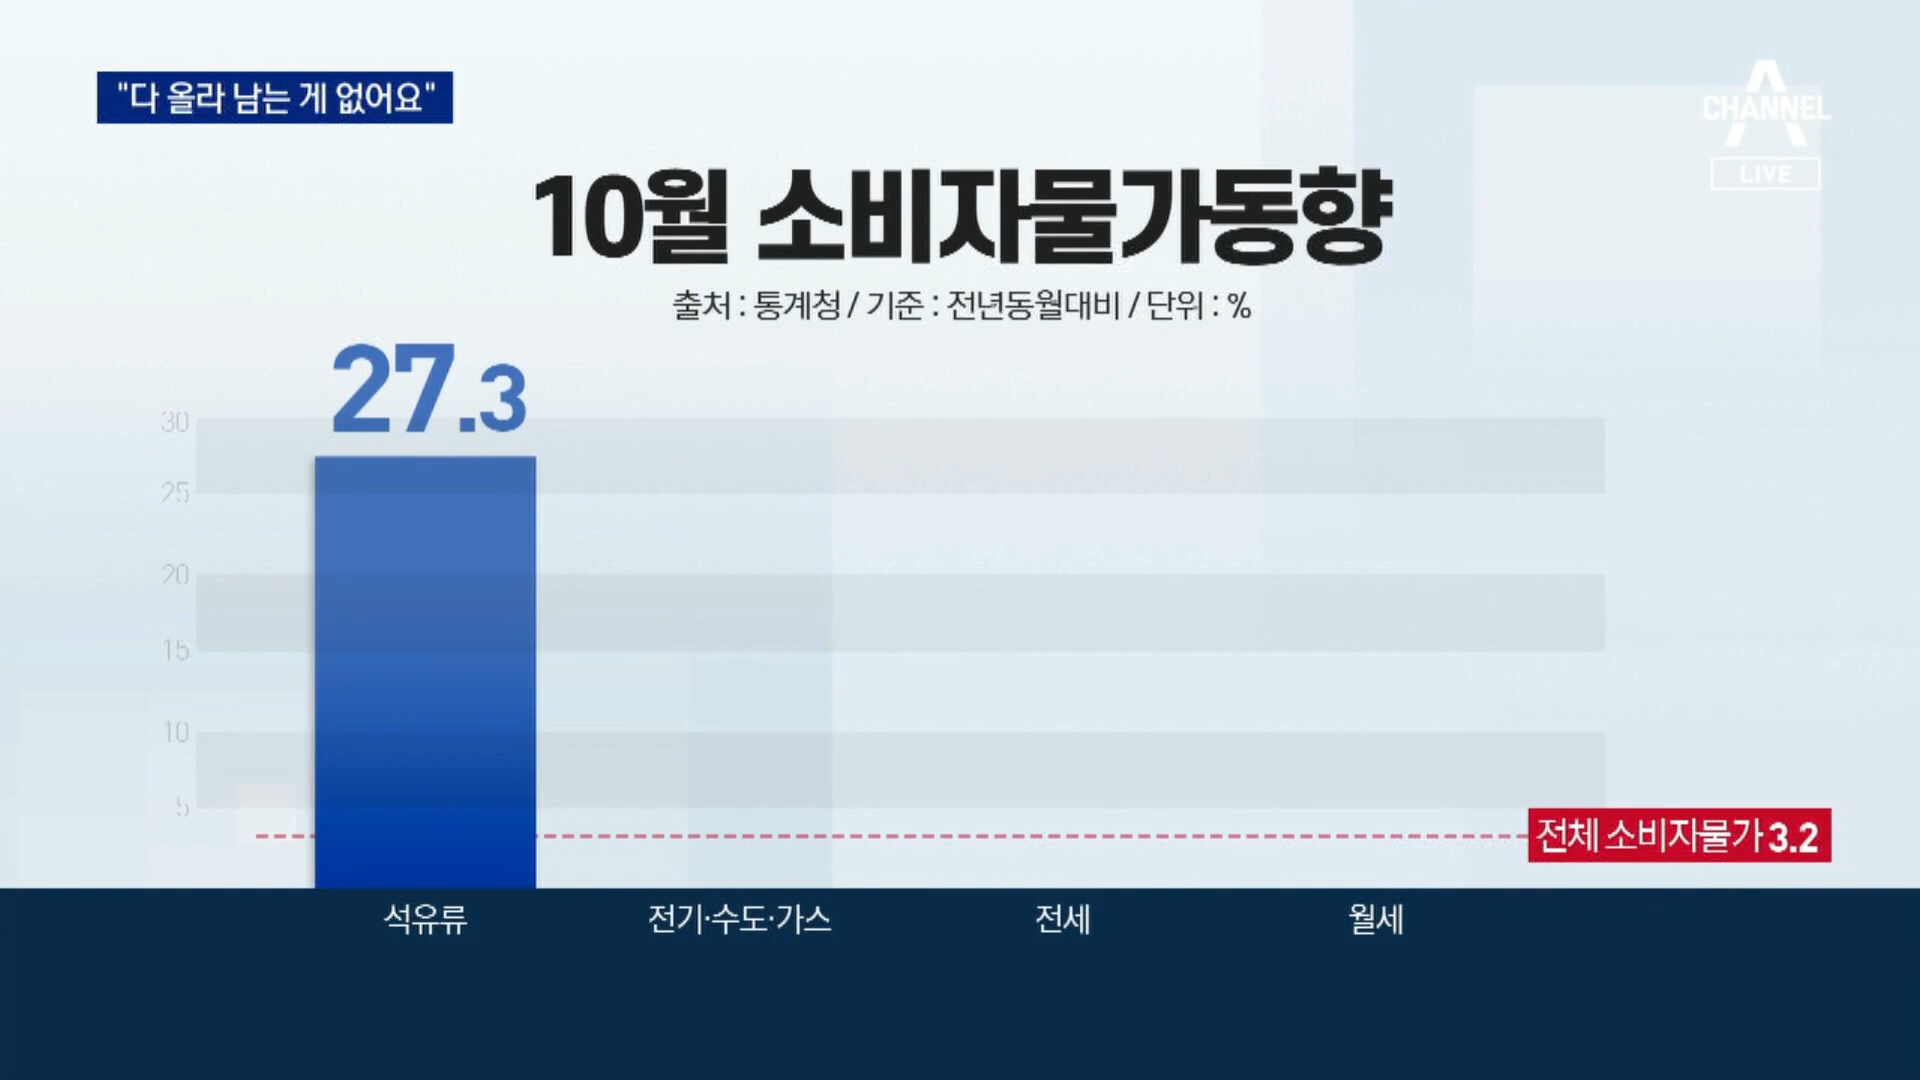 "다 올라 남는 게 없어요"
CHANNEL
LIVE
10월 소비자물가동향
출처 : 통계청 / 기준 : 전년동월대비 / 단위 : %
27.3
30
25
20
15
10
5
전체 소비자물가 3.2
석유류
전기·수도·가스
전세
월세